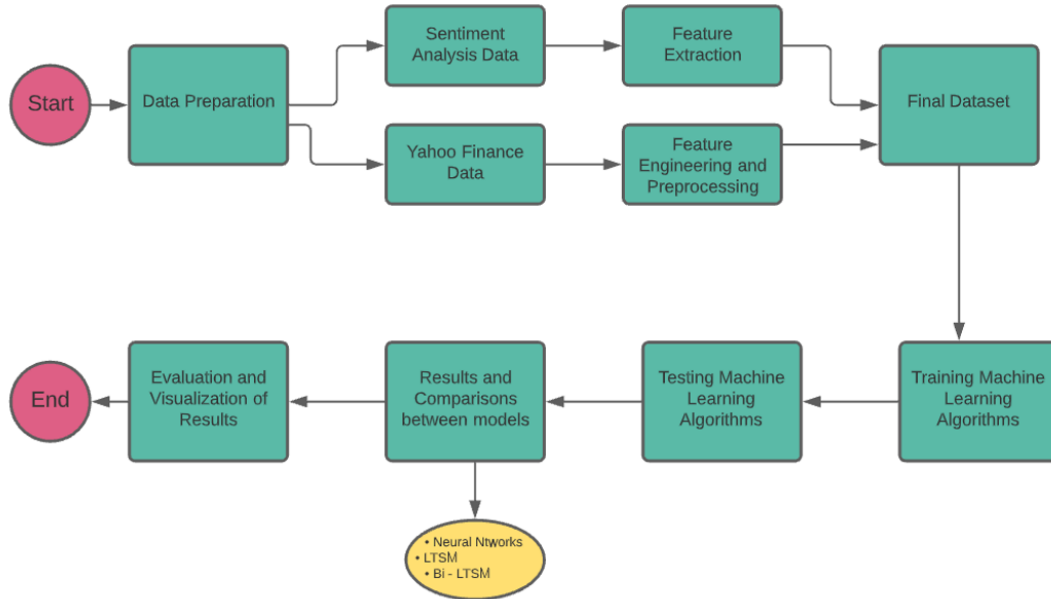 Start
Data Preparation
Sentiment
Analysis Data
Feature
Extraction
Yahoo Finance
Data
Feature
Engineering and
Preprocessing
Final Dataset
Training Machine
Learning
Algorithms
Testing Machine
Learning
Algorithms
Results and
Comparisons
between models
• Neural Ntworks
• LTSM
• Bi - LTSM
Evaluation and
Visualization of
Results
End